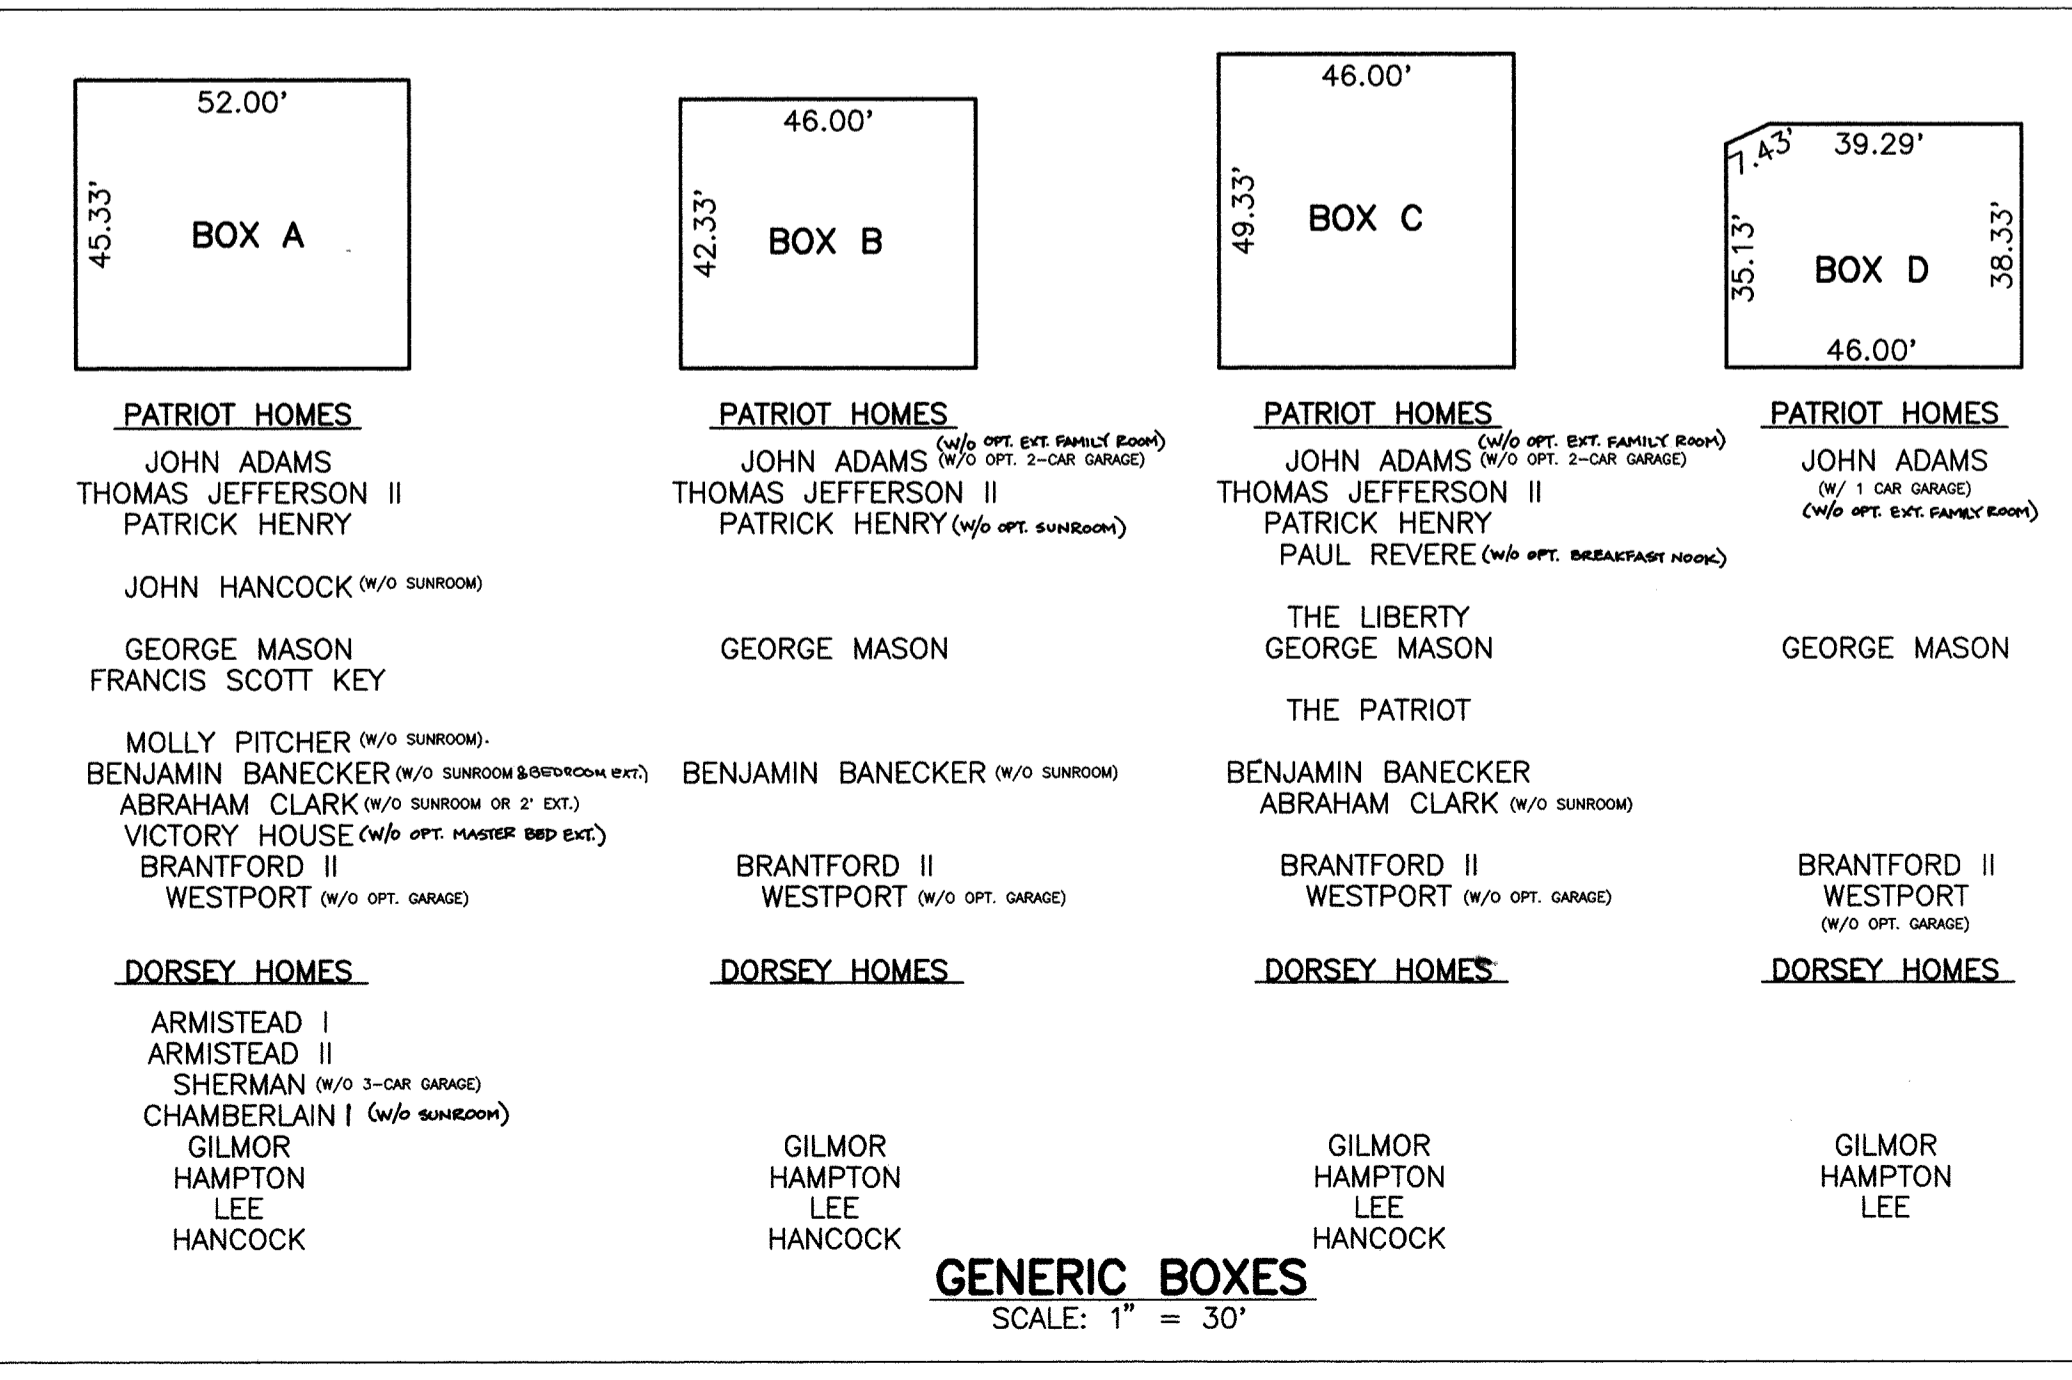 52.00'
45.33'
BOX A
PATRIOT HOMES
JOHN ADAMS
THOMAS JEFFERSON II
PATRICK HENRY
JOHN HANCOCK (W/O SUNROOM)
GEORGE MASON
FRANCIS SCOTT KEY
MOLLY PITCHER (W/O SUNROOM).
BENJAMIN BANECKER (W/O SUNROOM & BEDROOM EXT.)
ABRAHAM CLARK (W/O SUNROOM OR 2' EXT.)
VICTORY HOUSE (W/O OPT. MASTER BED EXT.)
BRANTFORD II
WESTPORT (W/O OPT. GARAGE)
DORSEY HOMES
ARMISTEAD I
ARMISTEAD II
SHERMAN (W/O 3-CAR GARAGE)
CHAMBERLAIN I (W/O SUNROOM)
GILMOR
HAMPTON
LEE
HANCOCK
46.00'
42.33'
BOX B
PATRIOT HOMES
(W/O OPT. EXT. FAMILY ROOM)
JOHN ADAMS (W/O OPT. 2-CAR GARAGE)
THOMAS JEFFERSON II
PATRICK HENRY (W/O OPT. SUNROOM)
GEORGE MASON
BENJAMIN BANECKER (W/O SUNROOM)
BRANTFORD II
WESTPORT (W/O OPT. GARAGE)
DORSEY HOMES
GILMOR
HAMPTON
LEE
HANCOCK
46.00'
49.33'
BOX C
PATRIOT HOMES
(W/O OPT. EXT. FAMILY ROOM)
JOHN ADAMS (W/O OPT. 2-CAR GARAGE)
THOMAS JEFFERSON II
PATRICK HENRY
PAUL REVERE (W/O OPT. BREAKFAST NOOK)
THE LIBERTY
GEORGE MASON
THE PATRIOT
BENJAMIN BANECKER
ABRAHAM CLARK (W/O SUNROOM)
BRANTFORD II
WESTPORT (W/O OPT. GARAGE)
DORSEY HOMES
GILMOR
HAMPTON
LEE
HANCOCK
7.43'
39.29'
35.13'
38.33'
BOX D
46.00'
PATRIOT HOMES
JOHN ADAMS
(W/ 1 CAR GARAGE)
(W/O OPT. EXT. FAMILY ROOM)
GEORGE MASON
BRANTFORD II
WESTPORT
(W/O OPT. GARAGE)
DORSEY HOMES
GILMOR
HAMPTON
LEE
GENERIC BOXES
SCALE: 1" = 30'